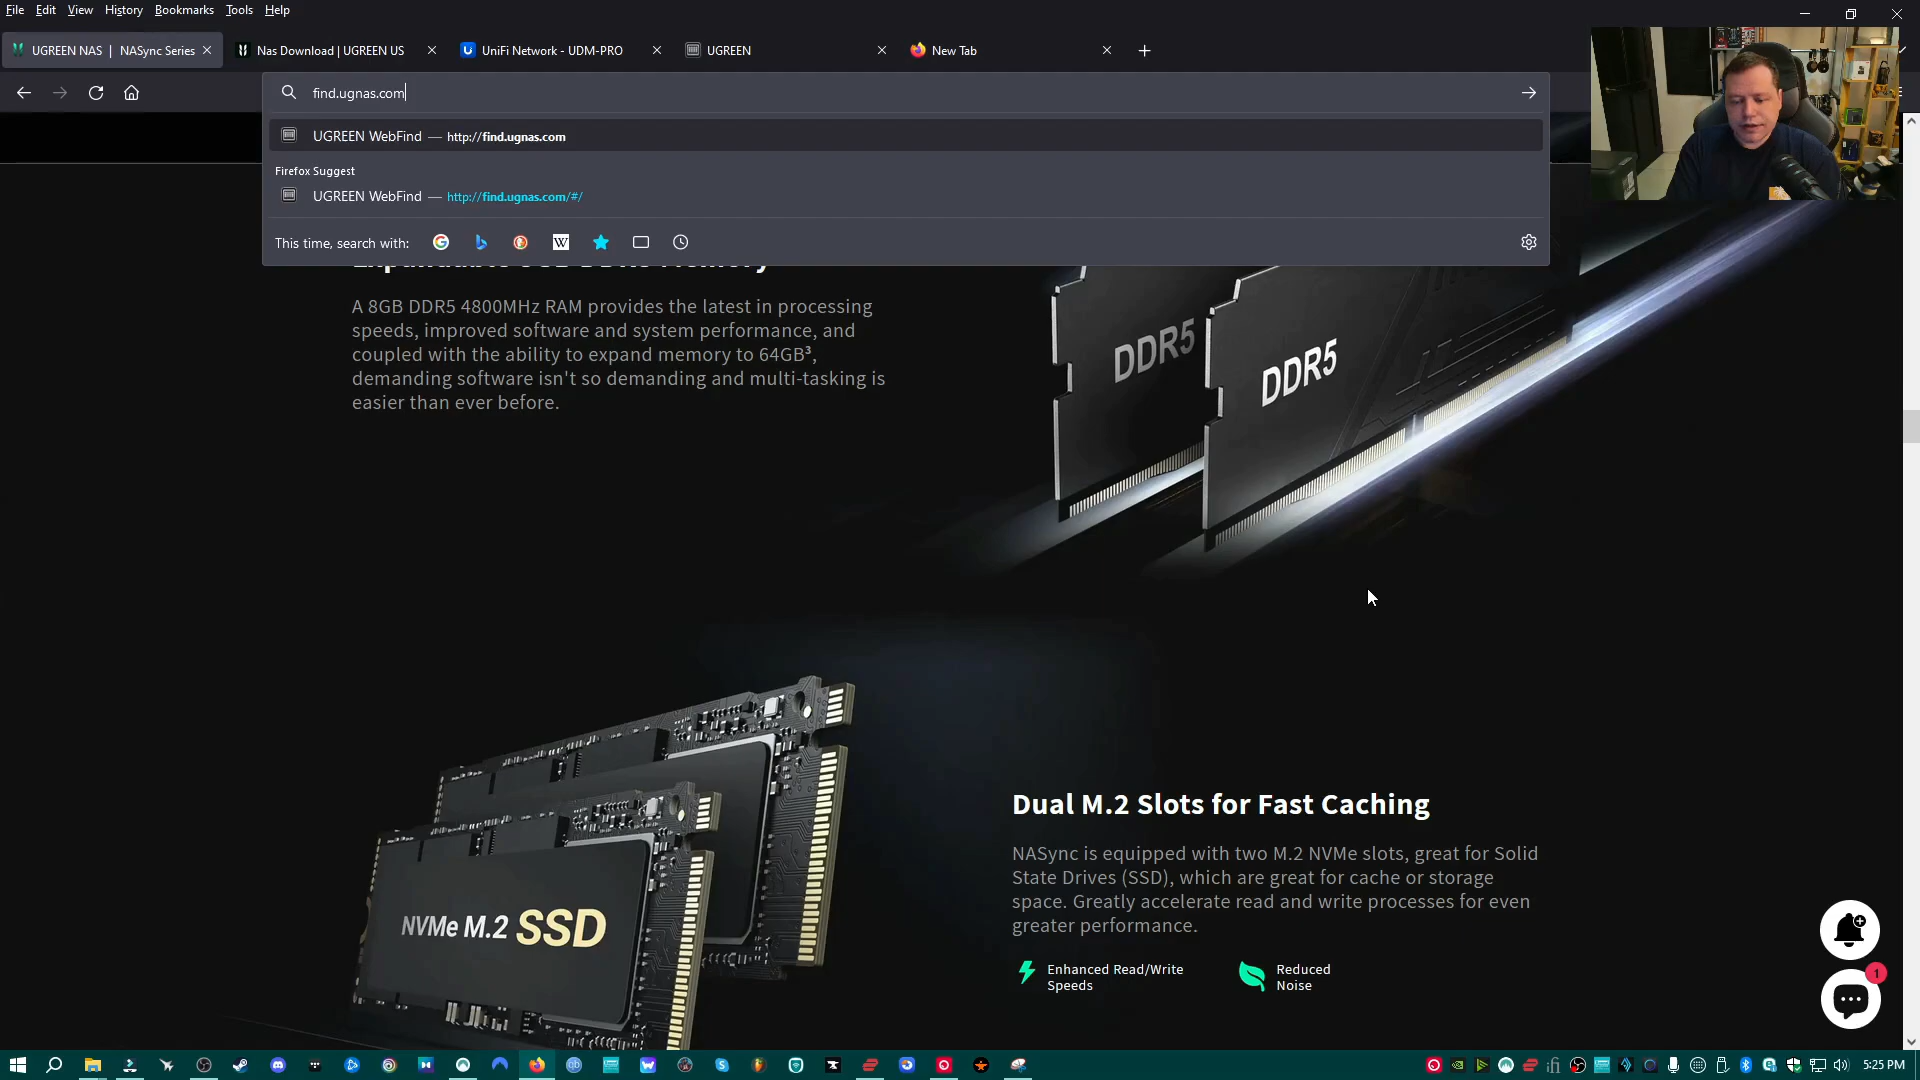 File Edit View History Bookmarks Tools Help
UGREEN NAS | NASync Series
Nas Download | UGREEN US
UniFi Network - UDM-PRO
UGREEN
New Tab
find.ugnas.com
UGREEN WebFind — http://find.ugnas.com
Firefox Suggest
UGREEN WebFind — http://find.ugnas.com/#/
This time, search with:
A 8GB DDR5 4800MHz RAM provides the latest in processing
speeds, improved software and system performance, and
coupled with the ability to expand memory to 64GB³,
demanding software isn't so demanding and multi-tasking is
easier than ever before.
DDR5
DDR5
NVMe M.2 SSD
Dual M.2 Slots for Fast Caching
NASync is equipped with two M.2 NVMe slots, great for Solid
State Drives (SSD), which are great for cache or storage
space. Greatly accelerate read and write processes for even
greater performance.
Enhanced Read/Write
Speeds
Reduced
Noise
1
5:25 PM